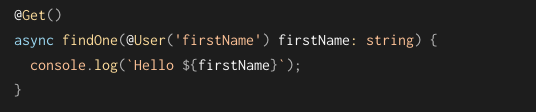 @Get()
async findOne(@User('firstName') firstName: string) {
  console.log(`Hello ${firstName}`);
}